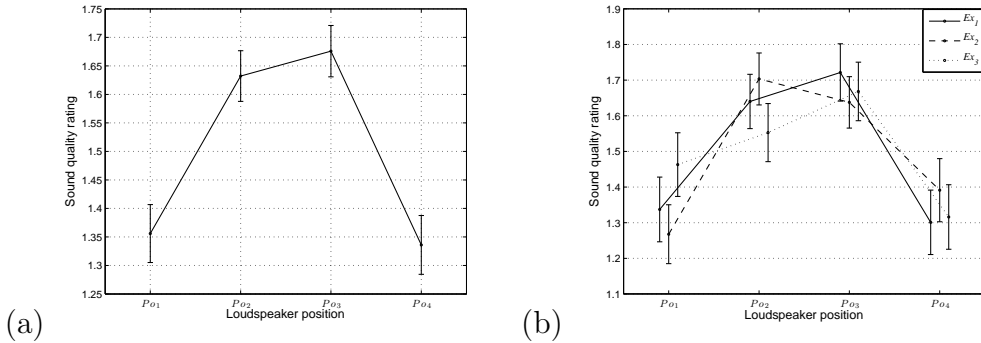 1.75
1.7
1.65
1.6
1.55
1.5
1.45
1.4
1.35
1.3
1.25
Sound quality rating
Po1 Po2 Po3 Po4
Loudspeaker position
(a)
1.9
1.8
1.7
1.6
1.5
1.4
1.3
1.2
1.1
Sound quality rating
Ex1
Ex2
Ex3
Po1 Po2 Po3 Po4
Loudspeaker position
(b)